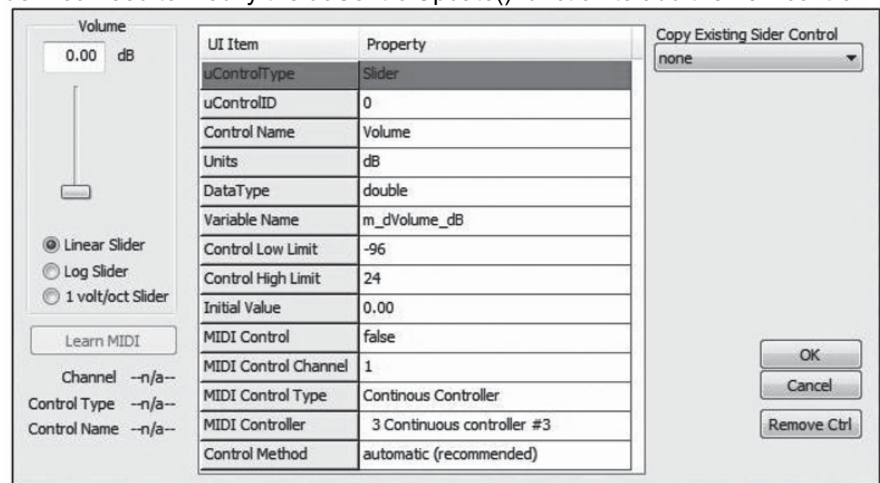 Volume
0.00 dB
Linear Slider
Log Slider
1 volt/oct Slider
Learn MIDI
Channel --n/a--
Control Type --n/a--
Control Name --n/a--
UI Item Property
uControlType Slider
uControlID 0
Control Name Volume
Units dB
DataType double
Variable Name m_dVolume_dB
Control Low Limit -96
Control High Limit 24
Initial Value 0.00
MIDI Control false
MIDI Control Channel 1
MIDI Control Type Continous Controller
MIDI Controller 3 Continuous controller #3
Control Method automatic (recommended)
Copy Existing Sider Control
none
OK
Cancel
Remove Ctrl